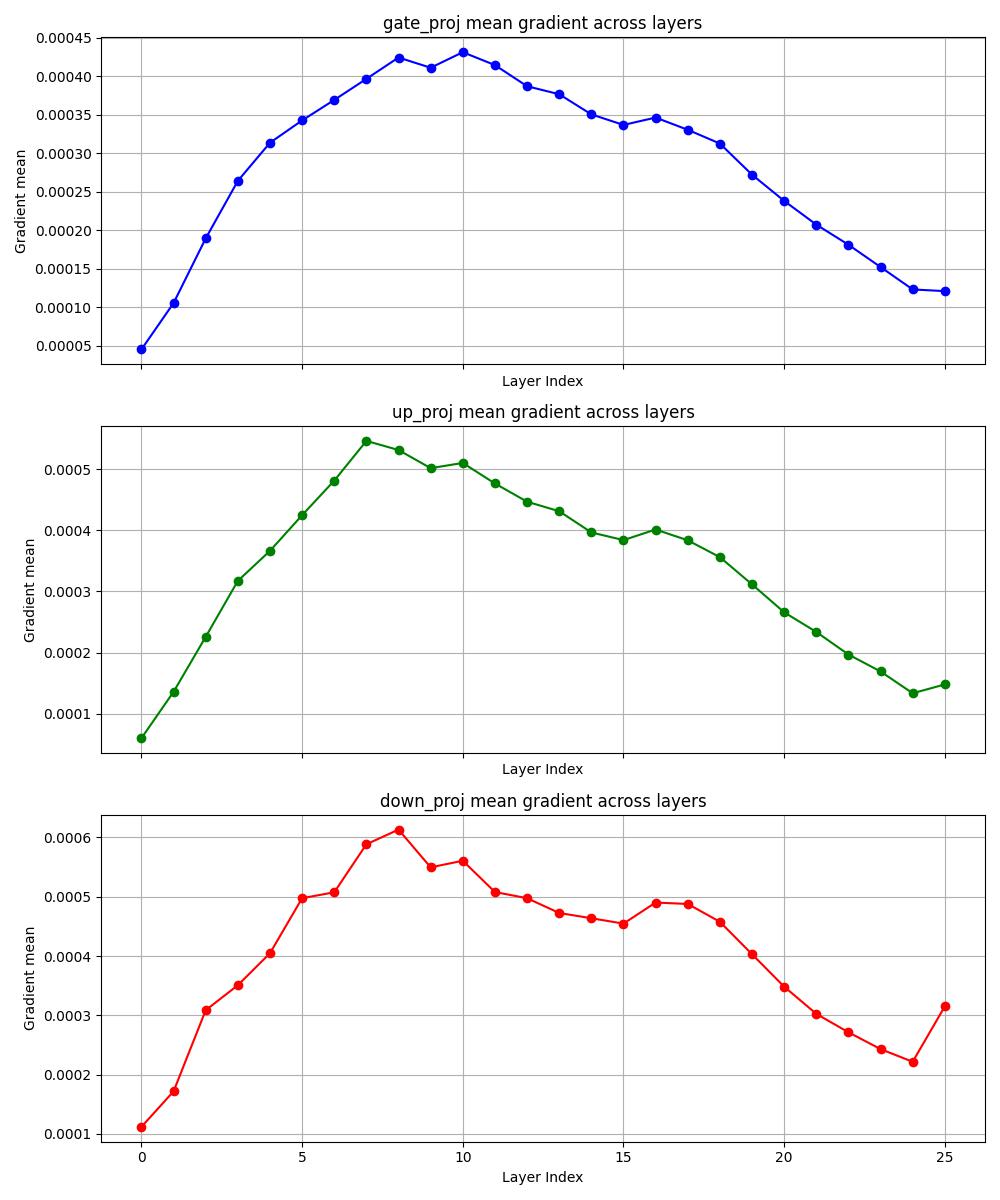 gate_proj mean gradient across layers
0.00045
0.00040
0.00035
0.00030
0.00025
0.00020
0.00015
0.00010
0.00005
Gradient mean
Layer Index
up_proj mean gradient across layers
0.0005
0.0004
0.0003
0.0002
0.0001
Gradient mean
Layer Index
down_proj mean gradient across layers
0.0006
0.0005
0.0004
0.0003
0.0002
0.0001
Gradient mean
0 5 10 15 20 25
Layer Index